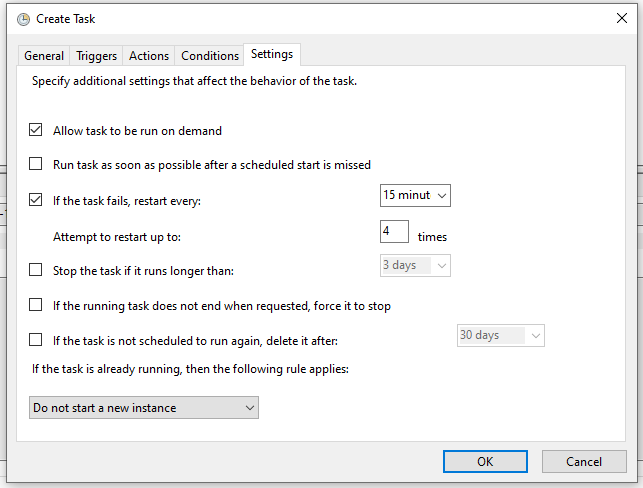 Create Task
General Triggers Actions Conditions Settings
Specify additional settings that affect the behavior of the task.
Allow task to be run on demand
Run task as soon as possible after a scheduled start is missed
If the task fails, restart every: 15 minut
Attempt to restart up to: 4 times
Stop the task if it runs longer than: 3 days
If the running task does not end when requested, force it to stop
If the task is not scheduled to run again, delete it after: 30 days
If the task is already running, then the following rule applies:
Do not start a new instance
OK Cancel